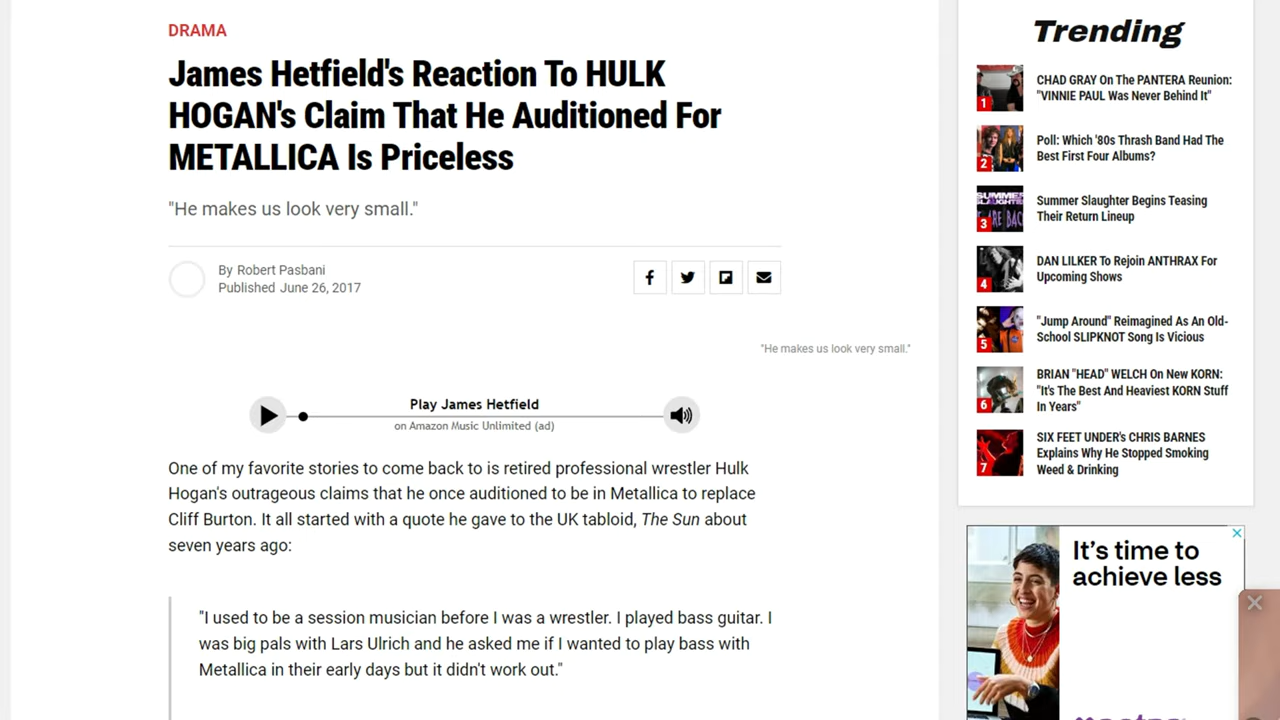 DRAMA
James Hetfield's Reaction To HULK
HOGAN's Claim That He Auditioned For
METALLICA Is Priceless
"He makes us look very small."
By Robert Pasbani
Published June 26, 2017
"He makes us look very small."
Play James Hetfield
on Amazon Music Unlimited (ad)
One of my favorite stories to come back to is retired professional wrestler Hulk
Hogan's outrageous claims that he once auditioned to be in Metallica to replace
Cliff Burton. It all started with a quote he gave to the UK tabloid, The Sun about
seven years ago:
"I used to be a session musician before I was a wrestler. I played bass guitar. I
was big pals with Lars Ulrich and he asked me if I wanted to play bass with
Metallica in their early days but it didn't work out."
Trending
1
CHAD GRAY On The PANTERA Reunion:
"VINNIE PAUL Was Never Behind It"
2
Poll: Which '80s Thrash Band Had The
Best First Four Albums?
3
Summer Slaughter Begins Teasing
Their Return Lineup
4
DAN LILKER To Rejoin ANTHRAX For
Upcoming Shows
5
"Jump Around" Reimagined As An Old-
School SLIPKNOT Song Is Vicious
6
BRIAN "HEAD" WELCH On New KORN:
"It's The Best And Heaviest KORN Stuff
In Years"
7
SIX FEET UNDER's CHRIS BARNES
Explains Why He Stopped Smoking
Weed & Drinking
It's time to
achieve less